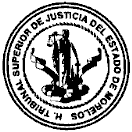 H. TRIBUNAL SUPERIOR DE JUSTICIA DEL ESTADO DE MORELOS.